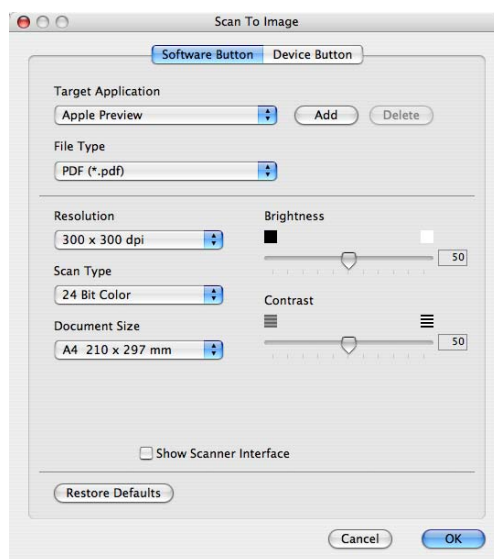 Scan To Image
Software Button Device Button
Target Application
Apple Preview Add Delete
File Type
PDF (*.pdf)
Resolution
300 x 300 dpi
Scan Type
24 Bit Color
Document Size
A4 210 x 297 mm
Brightness
50
Contrast
50
Show Scanner Interface
Restore Defaults
Cancel OK